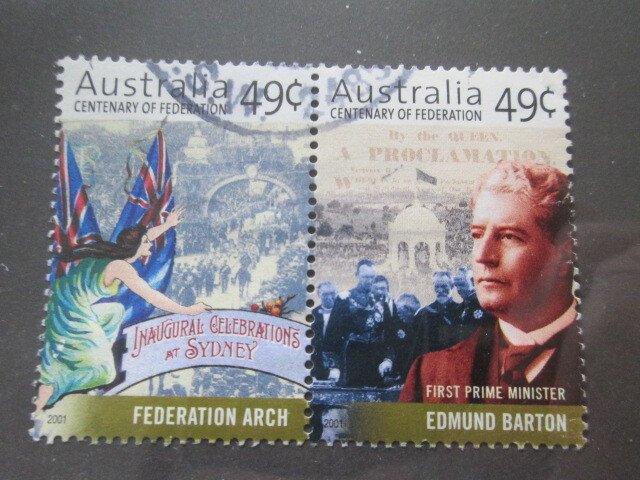 Australia 49c
CENTENARY OF FEDERATION
INAUGURAL CELEBRATIONS
AT SYDNEY
2001
FEDERATION ARCH
Australia 49c
CENTENARY OF FEDERATION
By the QUEEN.
A PROCLAMATION
FIRST PRIME MINISTER
2001
EDMUND BARTON